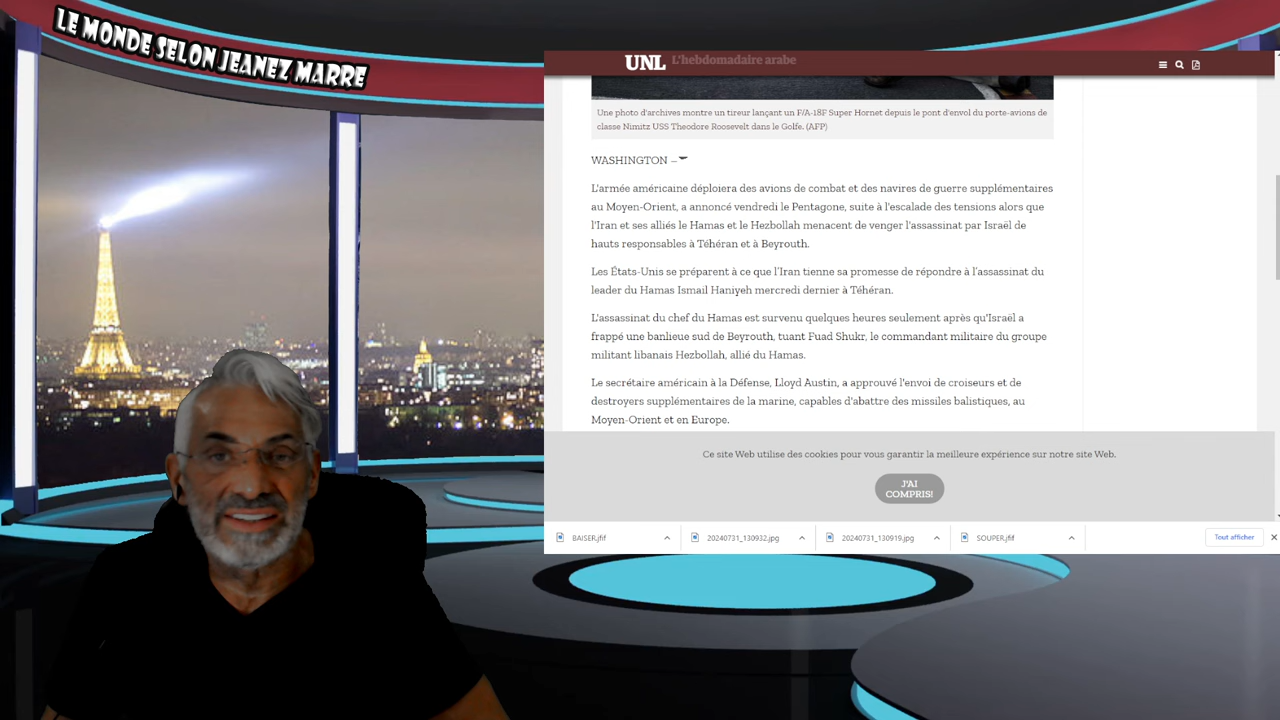 LE MONDE SELON JEANEZ MARRE
UNL L'hebdomadaire arabe
Une photo d'archives montre un tireur lançant un F/A-18F Super Hornet depuis le pont d'envol du porte-avions de
classe Nimitz USS Theodore Roosevelt dans le Golfe. (AFP)
WASHINGTON –
L'armée américaine déploiera des avions de combat et des navires de guerre supplémentaires
au Moyen-Orient, a annoncé vendredi le Pentagone, suite à l'escalade des tensions alors que
l'Iran et ses alliés le Hamas et le Hezbollah menacent de venger l'assassinat par Israël de
hauts responsables à Téhéran et à Beyrouth.
Les États-Unis se préparent à ce que l'Iran tienne sa promesse de répondre à l'assassinat du
leader du Hamas Ismail Haniyeh mercredi dernier à Téhéran.
L'assassinat du chef du Hamas est survenu quelques heures seulement après qu'Israël a
frappé une banlieue sud de Beyrouth, tuant Fuad Shukr, le commandant militaire du groupe
militant libanais Hezbollah, allié du Hamas.
Le secrétaire américain à la Défense, Lloyd Austin, a approuvé l'envoi de croiseurs et de
destroyers supplémentaires de la marine, capables d'abattre des missiles balistiques, au
Moyen-Orient et en Europe.
Ce site Web utilise des cookies pour vous garantir la meilleure expérience sur notre site Web.
J'AI
COMPRIS!
BAISER.jfif 20240731_130932.jpg 20240731_130919.jpg SOUPER.jfif Tout afficher